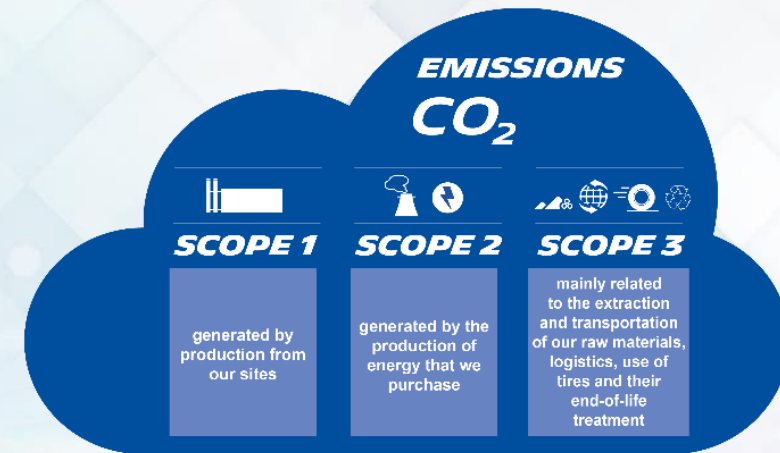 EMISSIONS
CO₂
SCOPE 1
SCOPE 2
SCOPE 3
generated by
production from
our sites
generated by the
production of
energy that we
purchase
mainly related
to the extraction
and transportation
of our raw materials,
logistics, use of
tires and their
end-of-life
treatment